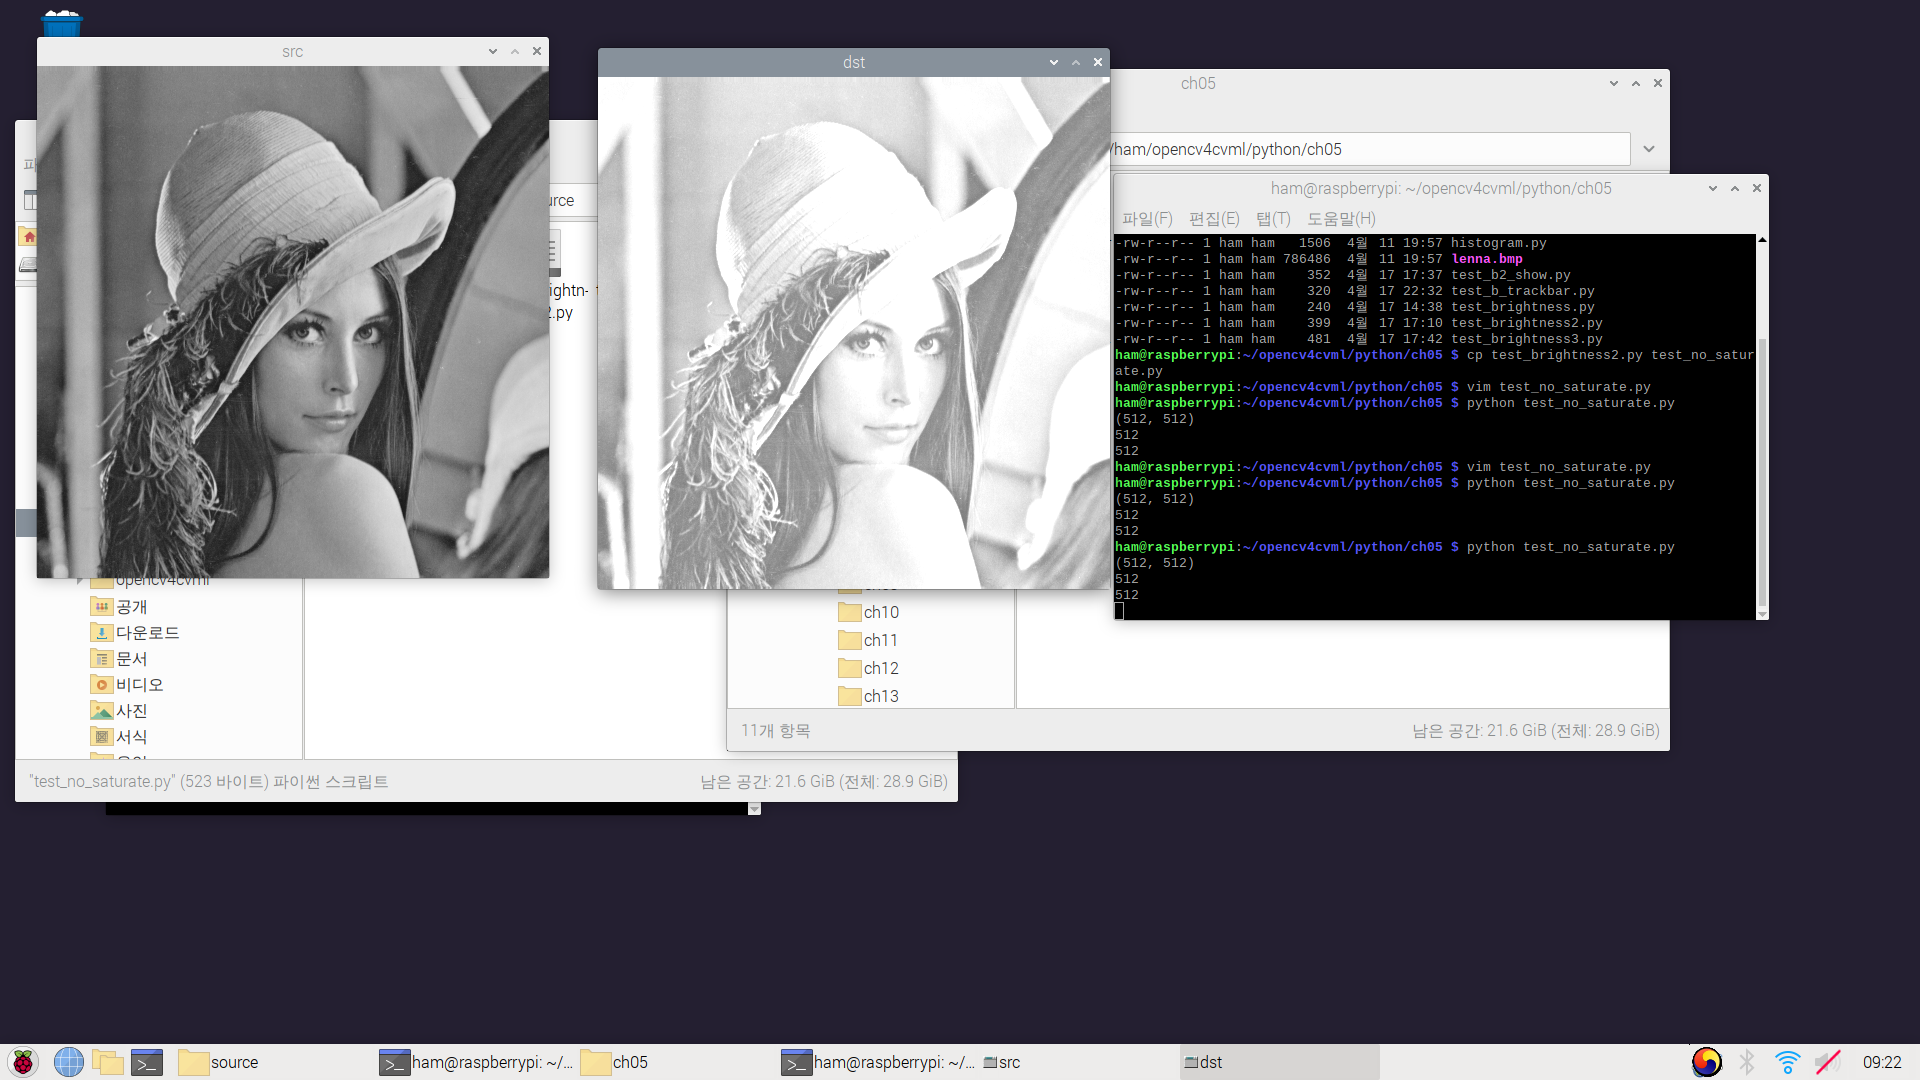 src
dst
ch05
/ham/opencv4cvml/python/ch05
ham@raspberrypi: ~/opencv4cvml/python/ch05
파일(F) 편집(E) 탭(T) 도움말(H)
-rw-r--r-- 1 ham ham 1506 4월 11 19:57 histogram.py
-rw-r--r-- 1 ham ham 786486 4월 11 19:57 lenna.bmp
-rw-r--r-- 1 ham ham 352 4월 17 17:37 test_b2_show.py
-rw-r--r-- 1 ham ham 320 4월 17 22:32 test_b_trackbar.py
-rw-r--r-- 1 ham ham 240 4월 17 14:38 test_brightness.py
-rw-r--r-- 1 ham ham 399 4월 17 17:10 test_brightness2.py
-rw-r--r-- 1 ham ham 481 4월 17 17:42 test_brightness3.py
ham@raspberrypi:~/opencv4cvml/python/ch05 $ cp test_brightness2.py test_no_satur
ate.py
ham@raspberrypi:~/opencv4cvml/python/ch05 $ vim test_no_saturate.py
ham@raspberrypi:~/opencv4cvml/python/ch05 $ python test_no_saturate.py
(512, 512)
512
512
ham@raspberrypi:~/opencv4cvml/python/ch05 $ vim test_no_saturate.py
ham@raspberrypi:~/opencv4cvml/python/ch05 $ python test_no_saturate.py
(512, 512)
512
512
ham@raspberrypi:~/opencv4cvml/python/ch05 $ python test_no_saturate.py
(512, 512)
512
512
urce
ightn-
2.py
opencv4cvml
공개
다운로드
문서
비디오
사진
서식
"test_no_saturate.py" (523 바이트) 파이썬 스크립트
남은 공간: 21.6 GiB (전체: 28.9 GiB)
ch10
ch11
ch12
ch13
11개 항목
남은 공간: 21.6 GiB (전체: 28.9 GiB)
source
ham@raspberrypi: ~/...
ch05
ham@raspberrypi: ~/...
src
dst
09:22